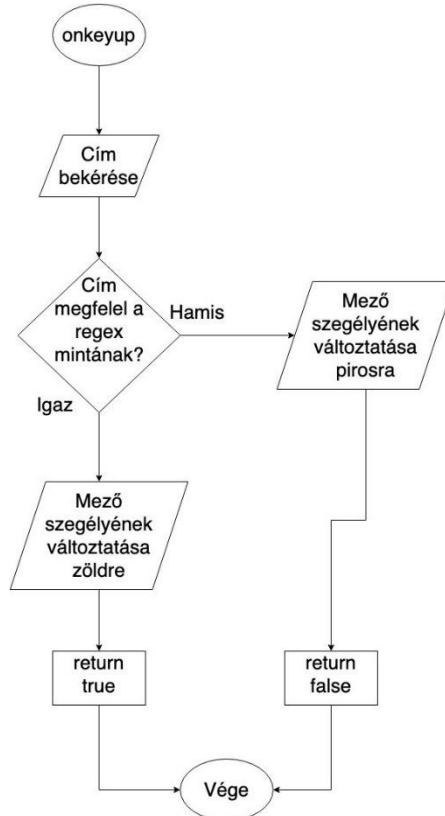 onkeyup
Cím
bekérése
Cím
megfelel a
regex
mintának?
Hamis
Mező
szegélyének
változtatása
pirosra
Igaz
Mező
szegélyének
változtatása
zöldre
return
true
return
false
Vége